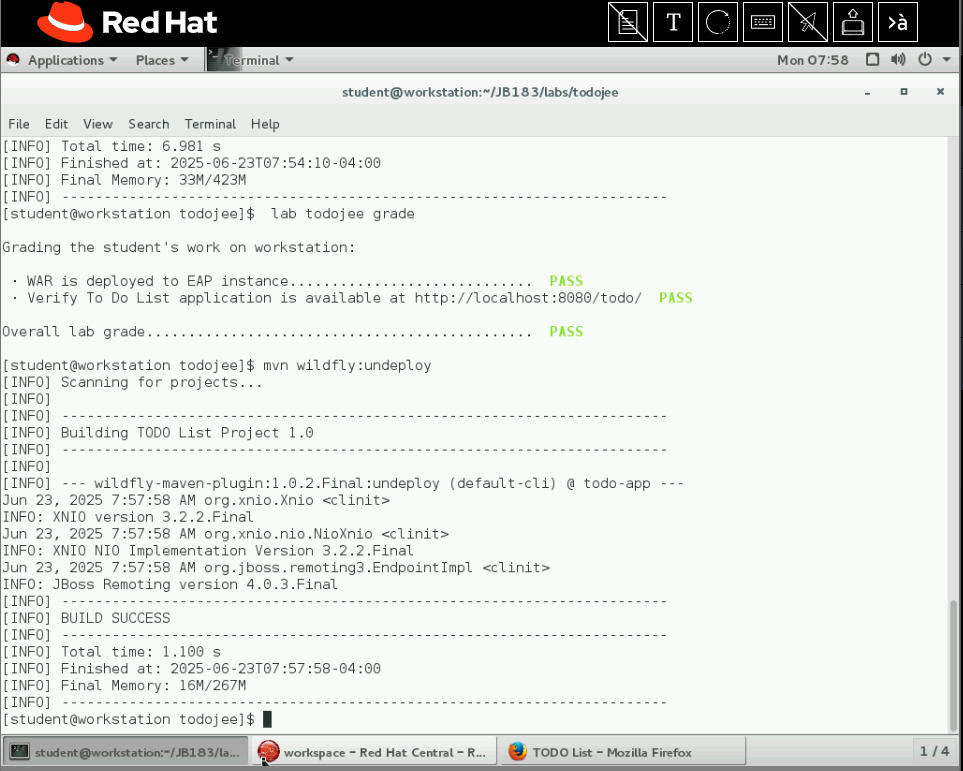 Red Hat
T
>à
Applications
Places
Terminal
Mon 07:58
student@workstation:~/JB183/labs/todojee
File Edit View Search Terminal Help
[INFO] Total time: 6.981 s
[INFO] Finished at: 2025-06-23T07:54:10-04:00
[INFO] Final Memory: 33M/423M
[INFO] ------------------------------------------------------------------------
[student@workstation todojee]$  lab todojee grade
Grading the student's work on workstation:
· WAR is deployed to EAP instance............................. PASS
· Verify To Do List application is available at http://localhost:8080/todo/ PASS
Overall lab grade.............................................. PASS
[student@workstation todojee]$ mvn wildfly:undeploy
[INFO] Scanning for projects...
[INFO]
[INFO] ------------------------------------------------------------------------
[INFO] Building TODO List Project 1.0
[INFO] ------------------------------------------------------------------------
[INFO]
[INFO] --- wildfly-maven-plugin:1.0.2.Final:undeploy (default-cli) @ todo-app ---
Jun 23, 2025 7:57:58 AM org.xnio.Xnio <clinit>
INFO: XNIO version 3.2.2.Final
Jun 23, 2025 7:57:58 AM org.xnio.nio.NioXnio <clinit>
INFO: XNIO NIO Implementation Version 3.2.2.Final
Jun 23, 2025 7:57:58 AM org.jboss.remoting3.EndpointImpl <clinit>
INFO: JBoss Remoting version 4.0.3.Final
[INFO] ------------------------------------------------------------------------
[INFO] BUILD SUCCESS
[INFO] ------------------------------------------------------------------------
[INFO] Total time: 1.100 s
[INFO] Finished at: 2025-06-23T07:57:58-04:00
[INFO] Final Memory: 16M/267M
[INFO] ------------------------------------------------------------------------
[student@workstation todojee]$
student@workstation:~/JB183/la...
workspace - Red Hat Central - R...
TODO List - Mozilla Firefox
1 / 4